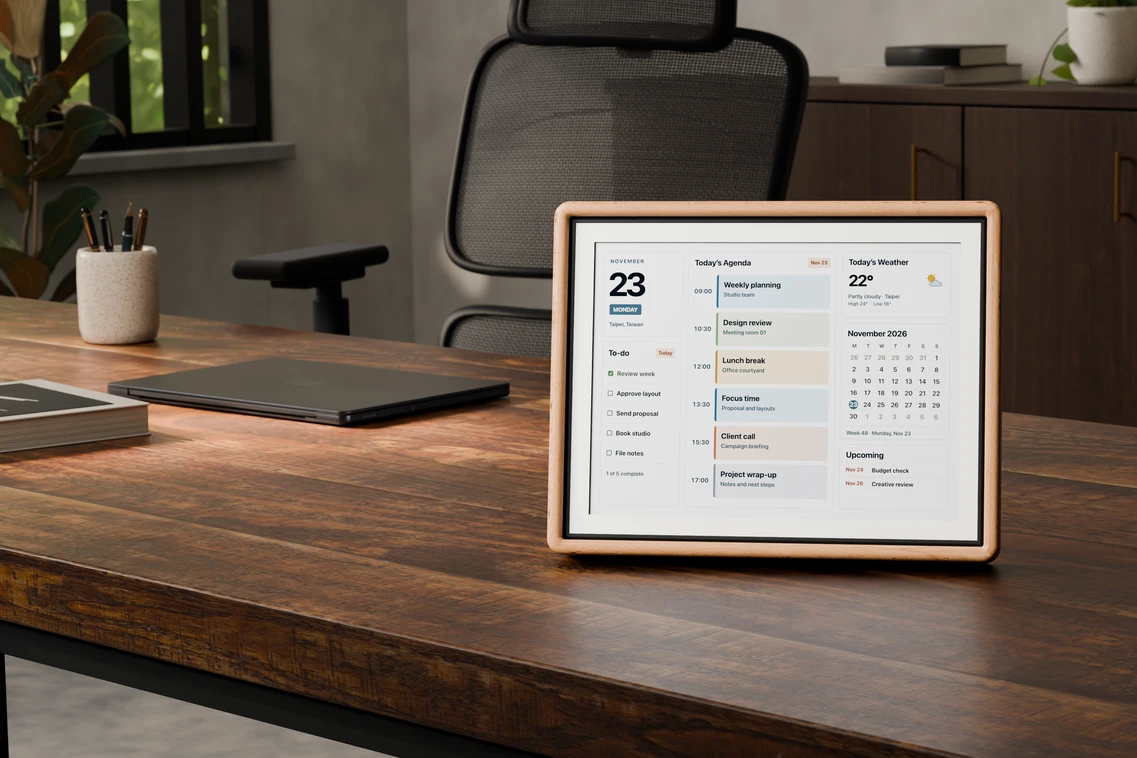 NOVEMBER
23
MONDAY
Taipei, Taiwan
To-do
Today
Review week
Approve layout
Send proposal
Book studio
File notes
1 of 5 complete
Today's Agenda
Nov 23
09:00
Weekly planning
Studio team
10:30
Design review
Meeting room 01
12:00
Lunch break
Office courtyard
13:30
Focus time
Proposal and layouts
15:30
Client call
Campaign briefing
17:00
Project wrap-up
Notes and next steps
Today's Weather
22°
Partly cloudy · Taipei
High 24° · Low 18°
November 2026
M T W T F S S
26 27 28 29 30 31 1
2 3 4 5 6 7 8
9 10 11 12 13 14 15
16 17 18 19 20 21 22
23 24 25 26 27 28 29
30 1 2 3 4 5 6
Week 48 · Monday, Nov 23
Upcoming
Nov 24 Budget check
Nov 26 Creative review